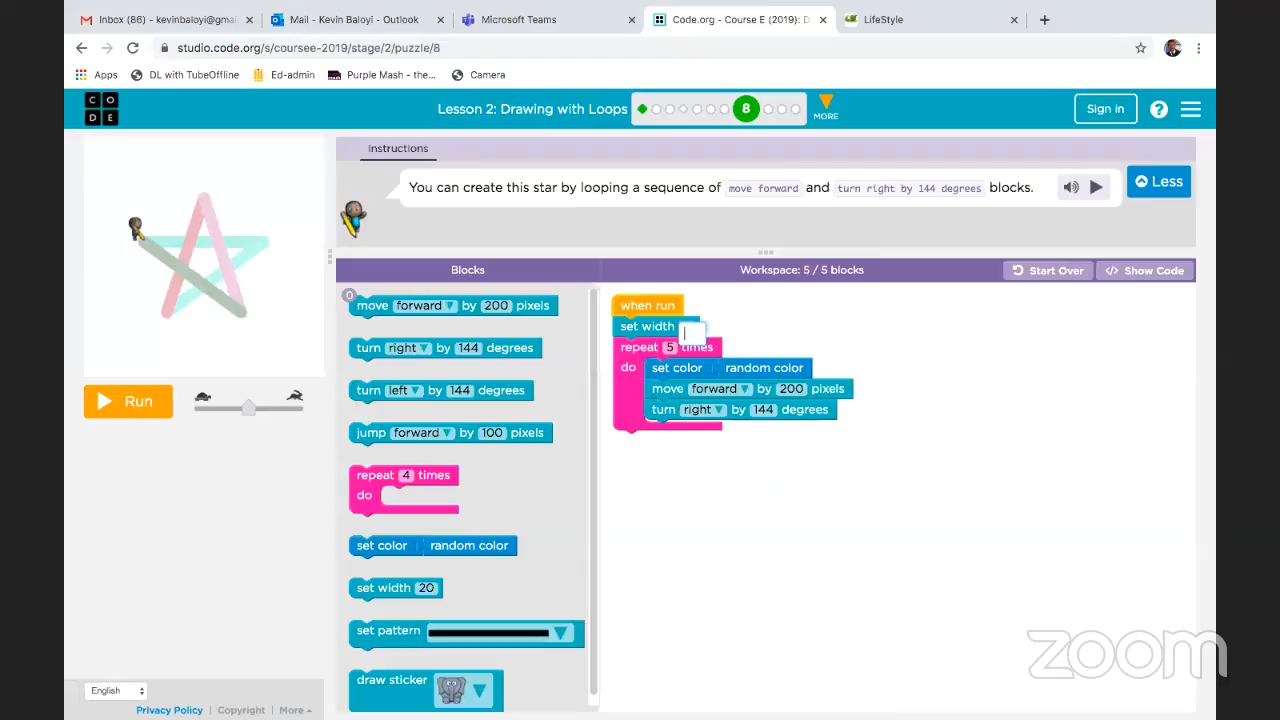 Inbox (86) - kevinbaloyi@gmai
Mail - Kevin Baloyi - Outlook
Microsoft Teams
Code.org - Course E (2019): D
LifeStyle
studio.code.org/s/coursee-2019/stage/2/puzzle/8
Apps
DL with TubeOffline
Ed-admin
Purple Mash - the...
Camera
C O
D E
Lesson 2: Drawing with Loops
8
MORE
Sign in
?
Instructions
You can create this star by looping a sequence of move forward and turn right by 144 degrees blocks.
Less
Blocks
Workspace: 5 / 5 blocks
Start Over
</> Show Code
0
move forward by 200 pixels
turn right by 144 degrees
turn left by 144 degrees
jump forward by 100 pixels
repeat 4 times
do
set color random color
set width 20
set pattern
draw sticker
when run
set width
repeat 5 times
do
set color random color
move forward by 200 pixels
turn right by 144 degrees
Run
English
Privacy Policy | Copyright | More
zoom